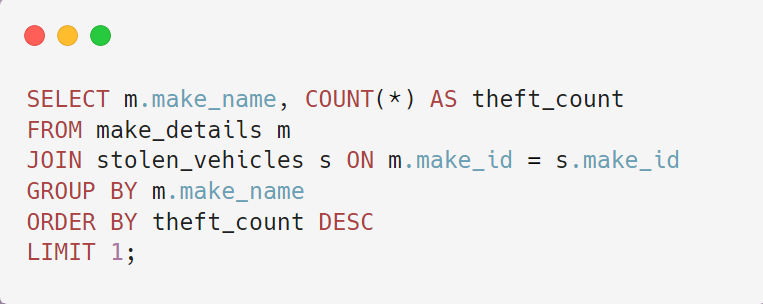 SELECT m.make_name, COUNT(*) AS theft_count
FROM make_details m
JOIN stolen_vehicles s ON m.make_id = s.make_id
GROUP BY m.make_name
ORDER BY theft_count DESC
LIMIT 1;